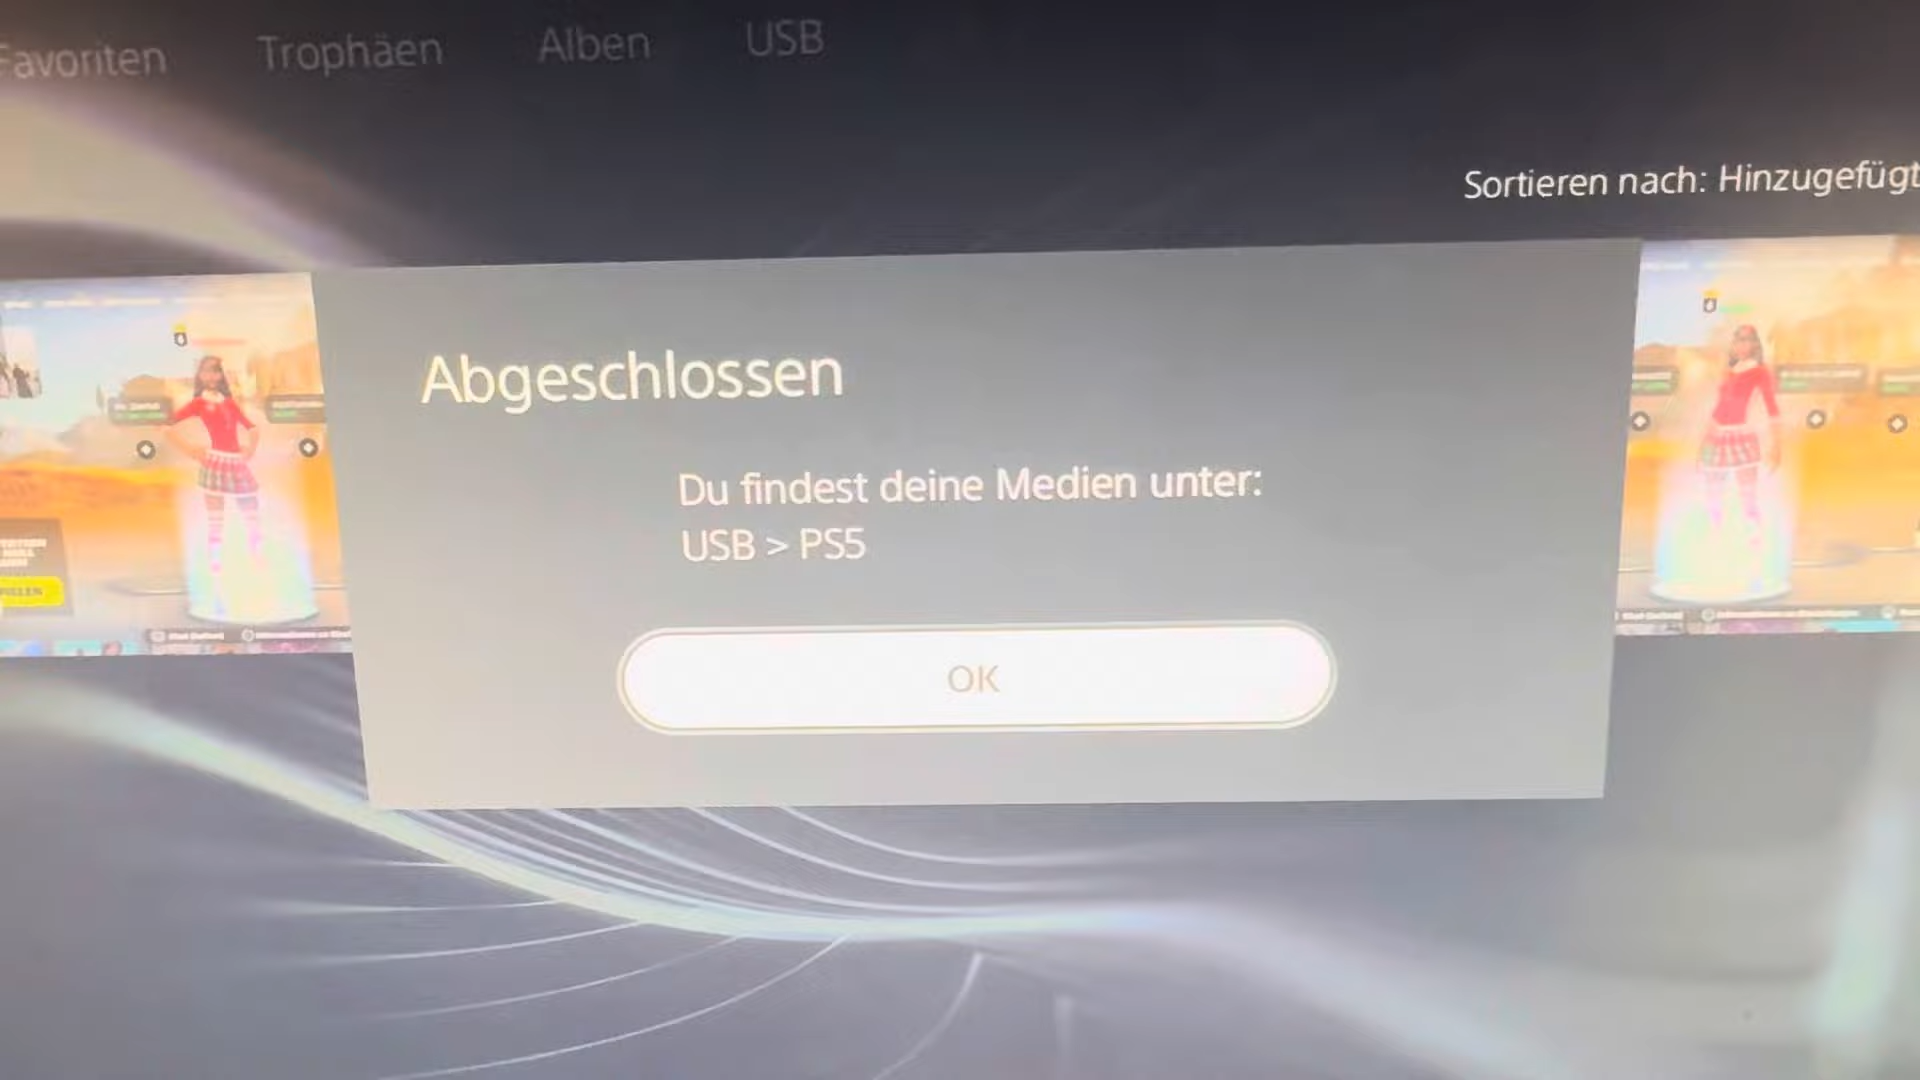 Favoriten Trophäen Alben USB
Sortieren nach: Hinzugefügt
Abgeschlossen
Du findest deine Medien unter:
USB > PS5
OK